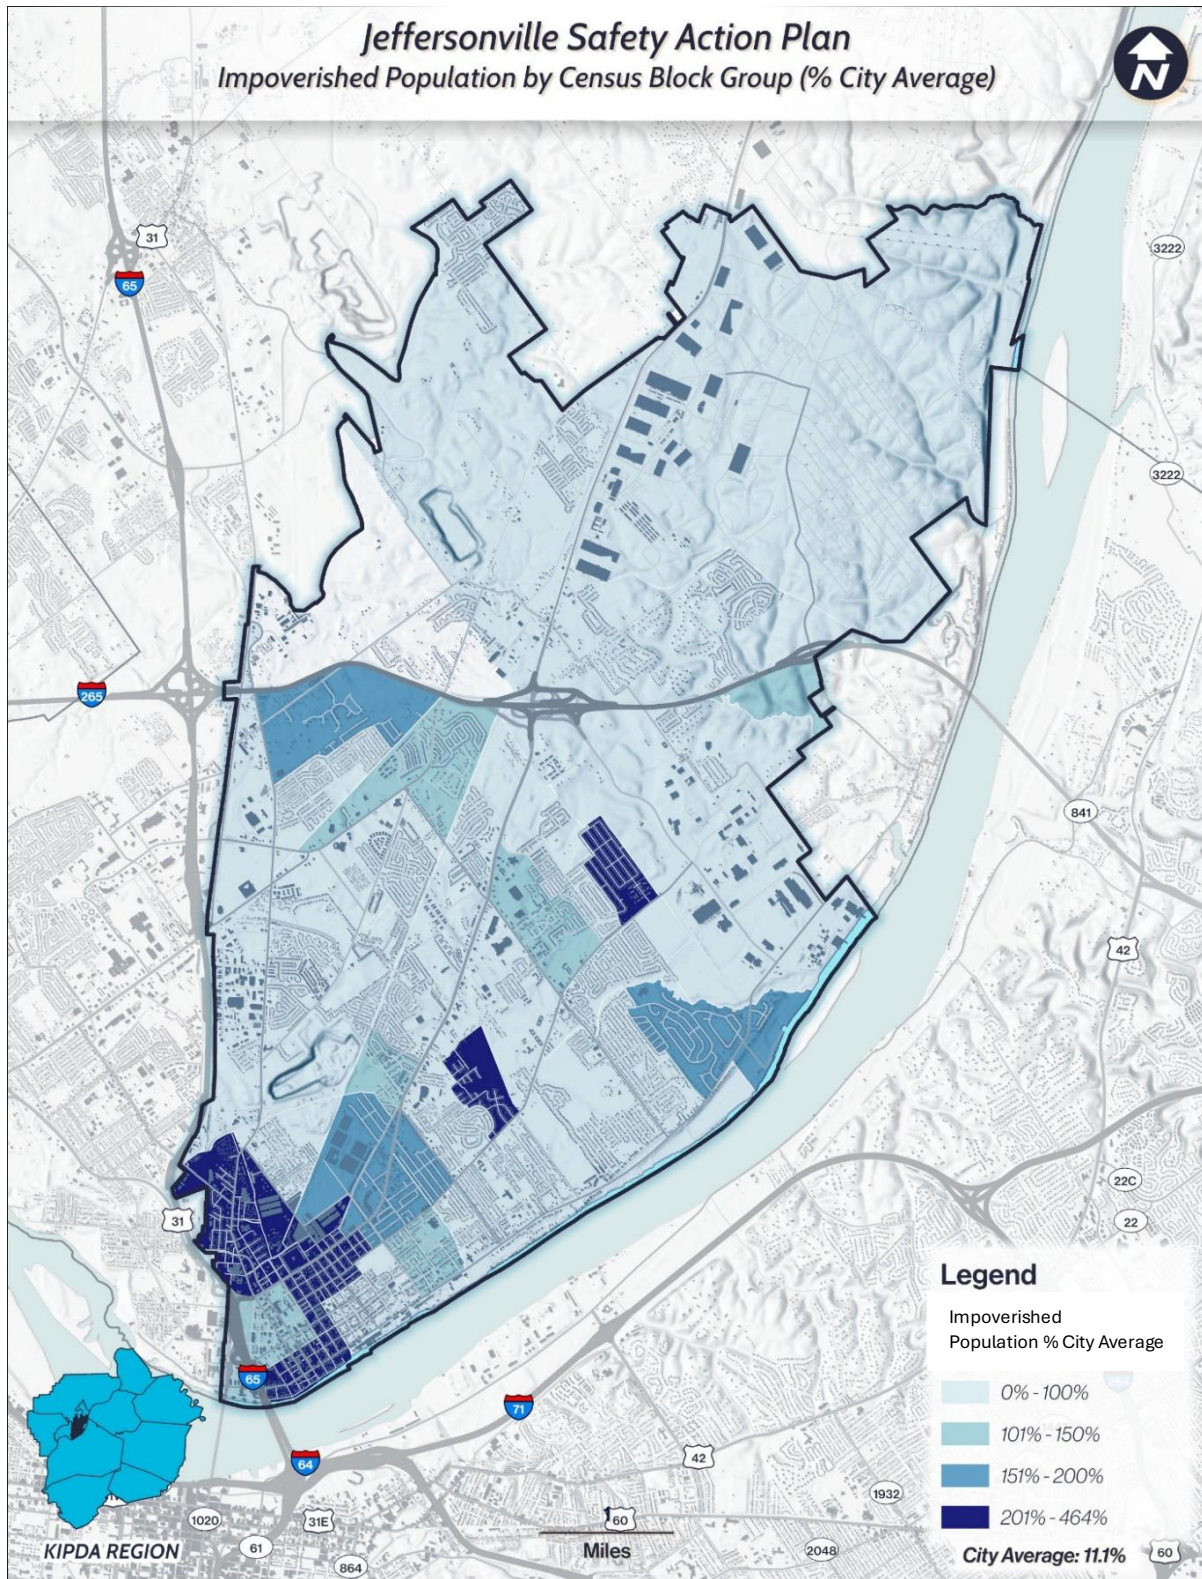 Jeffersonville Safety Action Plan
Impoverished Population by Census Block Group (% City Average)
N
31
65
3222
3222
265
841
42
22C
22
31
65
71
64
42
1932
1020
31E
61
864
60
2048
60
264
Legend
Impoverished
Population % City Average
0% - 100%
101% - 150%
151% - 200%
201% - 464%
City Average: 11.1%
KIPDA REGION
1
Miles